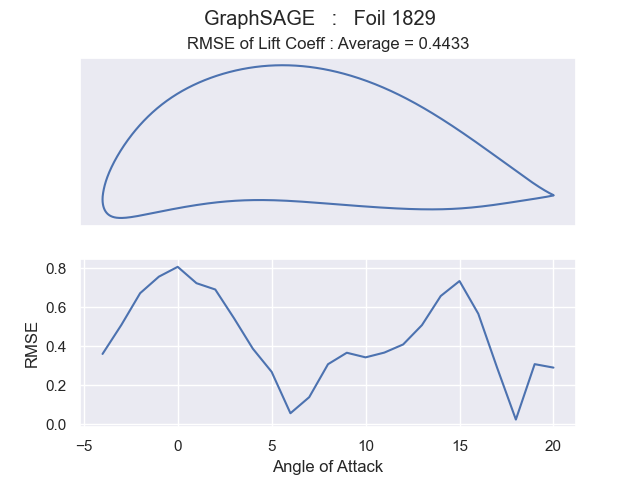 GraphSAGE : Foil 1829
RMSE of Lift Coeff : Average = 0.4433
0.8
0.6
0.4
0.2
0.0
RMSE
−5 0 5 10 15 20
Angle of Attack